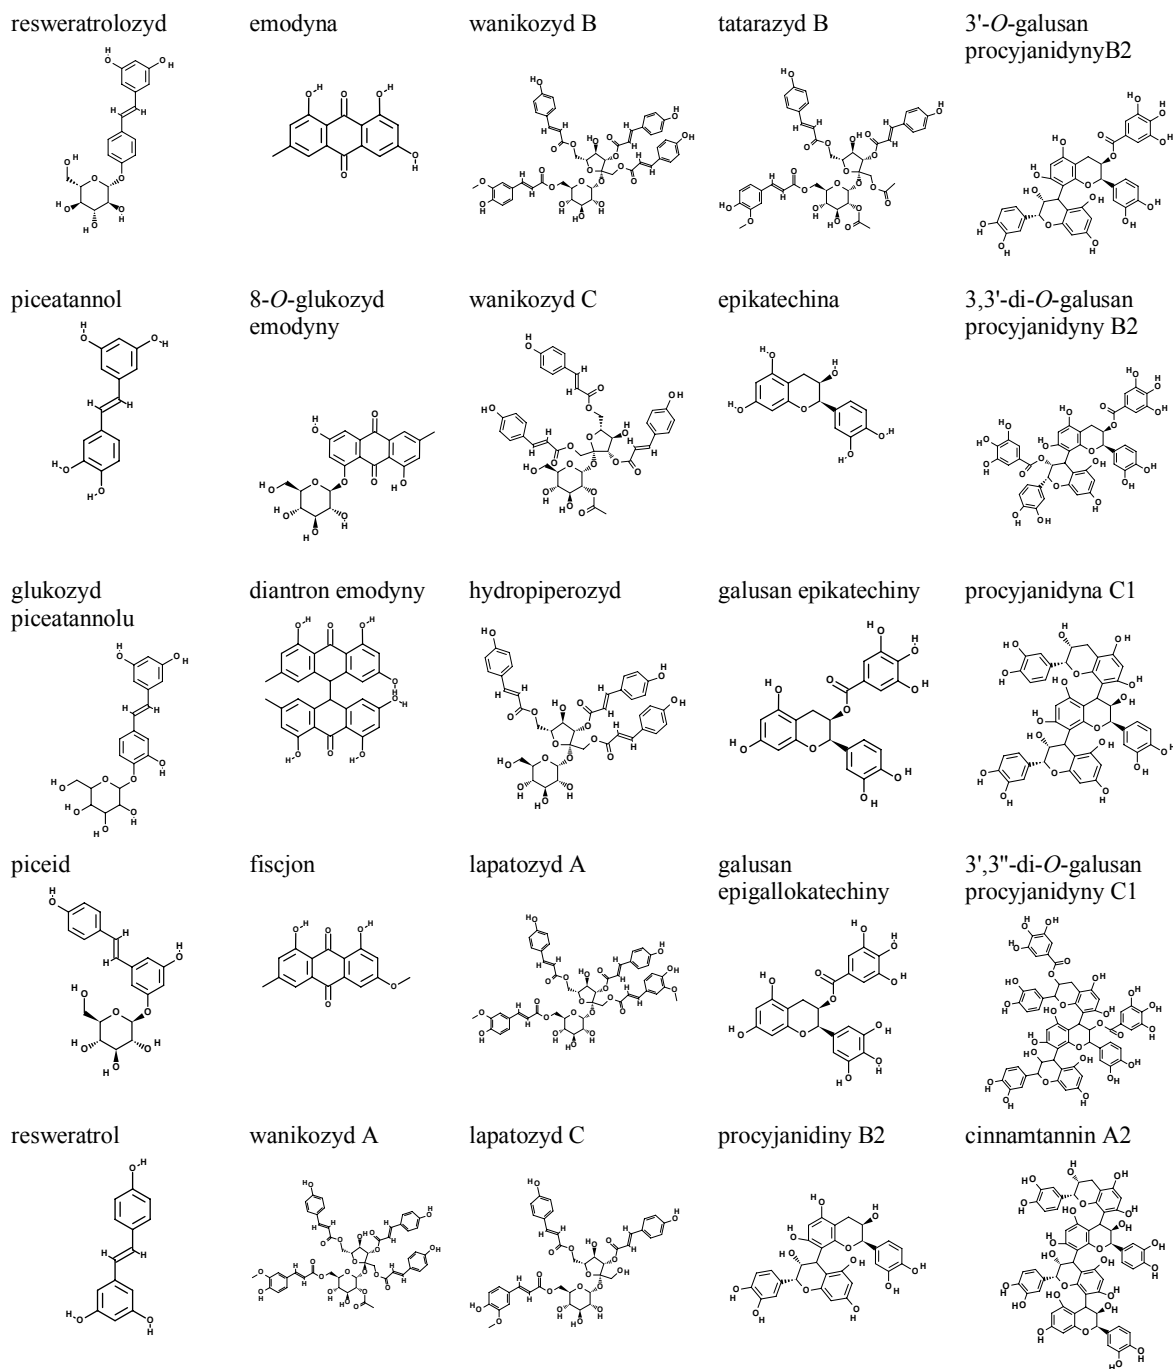 resweratrolozyd
emodyna
wanikozyd B
tatarazyd B
3'-O-galusan
procyjanidynyB2
piceatannol
8-O-glukozyd
emodyny
wanikozyd C
epikatechina
3,3'-di-O-galusan
procyjanidyny B2
glukozyd
piceatannolu
diantron emodyny
hydropiperozyd
galusan epikatechiny
procyjanidyna C1
piceid
fiscjon
lapatozyd A
galusan
epigallokatechiny
3',3"-di-O-galusan
procyjanidyny C1
resweratrol
wanikozyd A
lapatozyd C
procyjanidiny B2
cinnamtannin A2